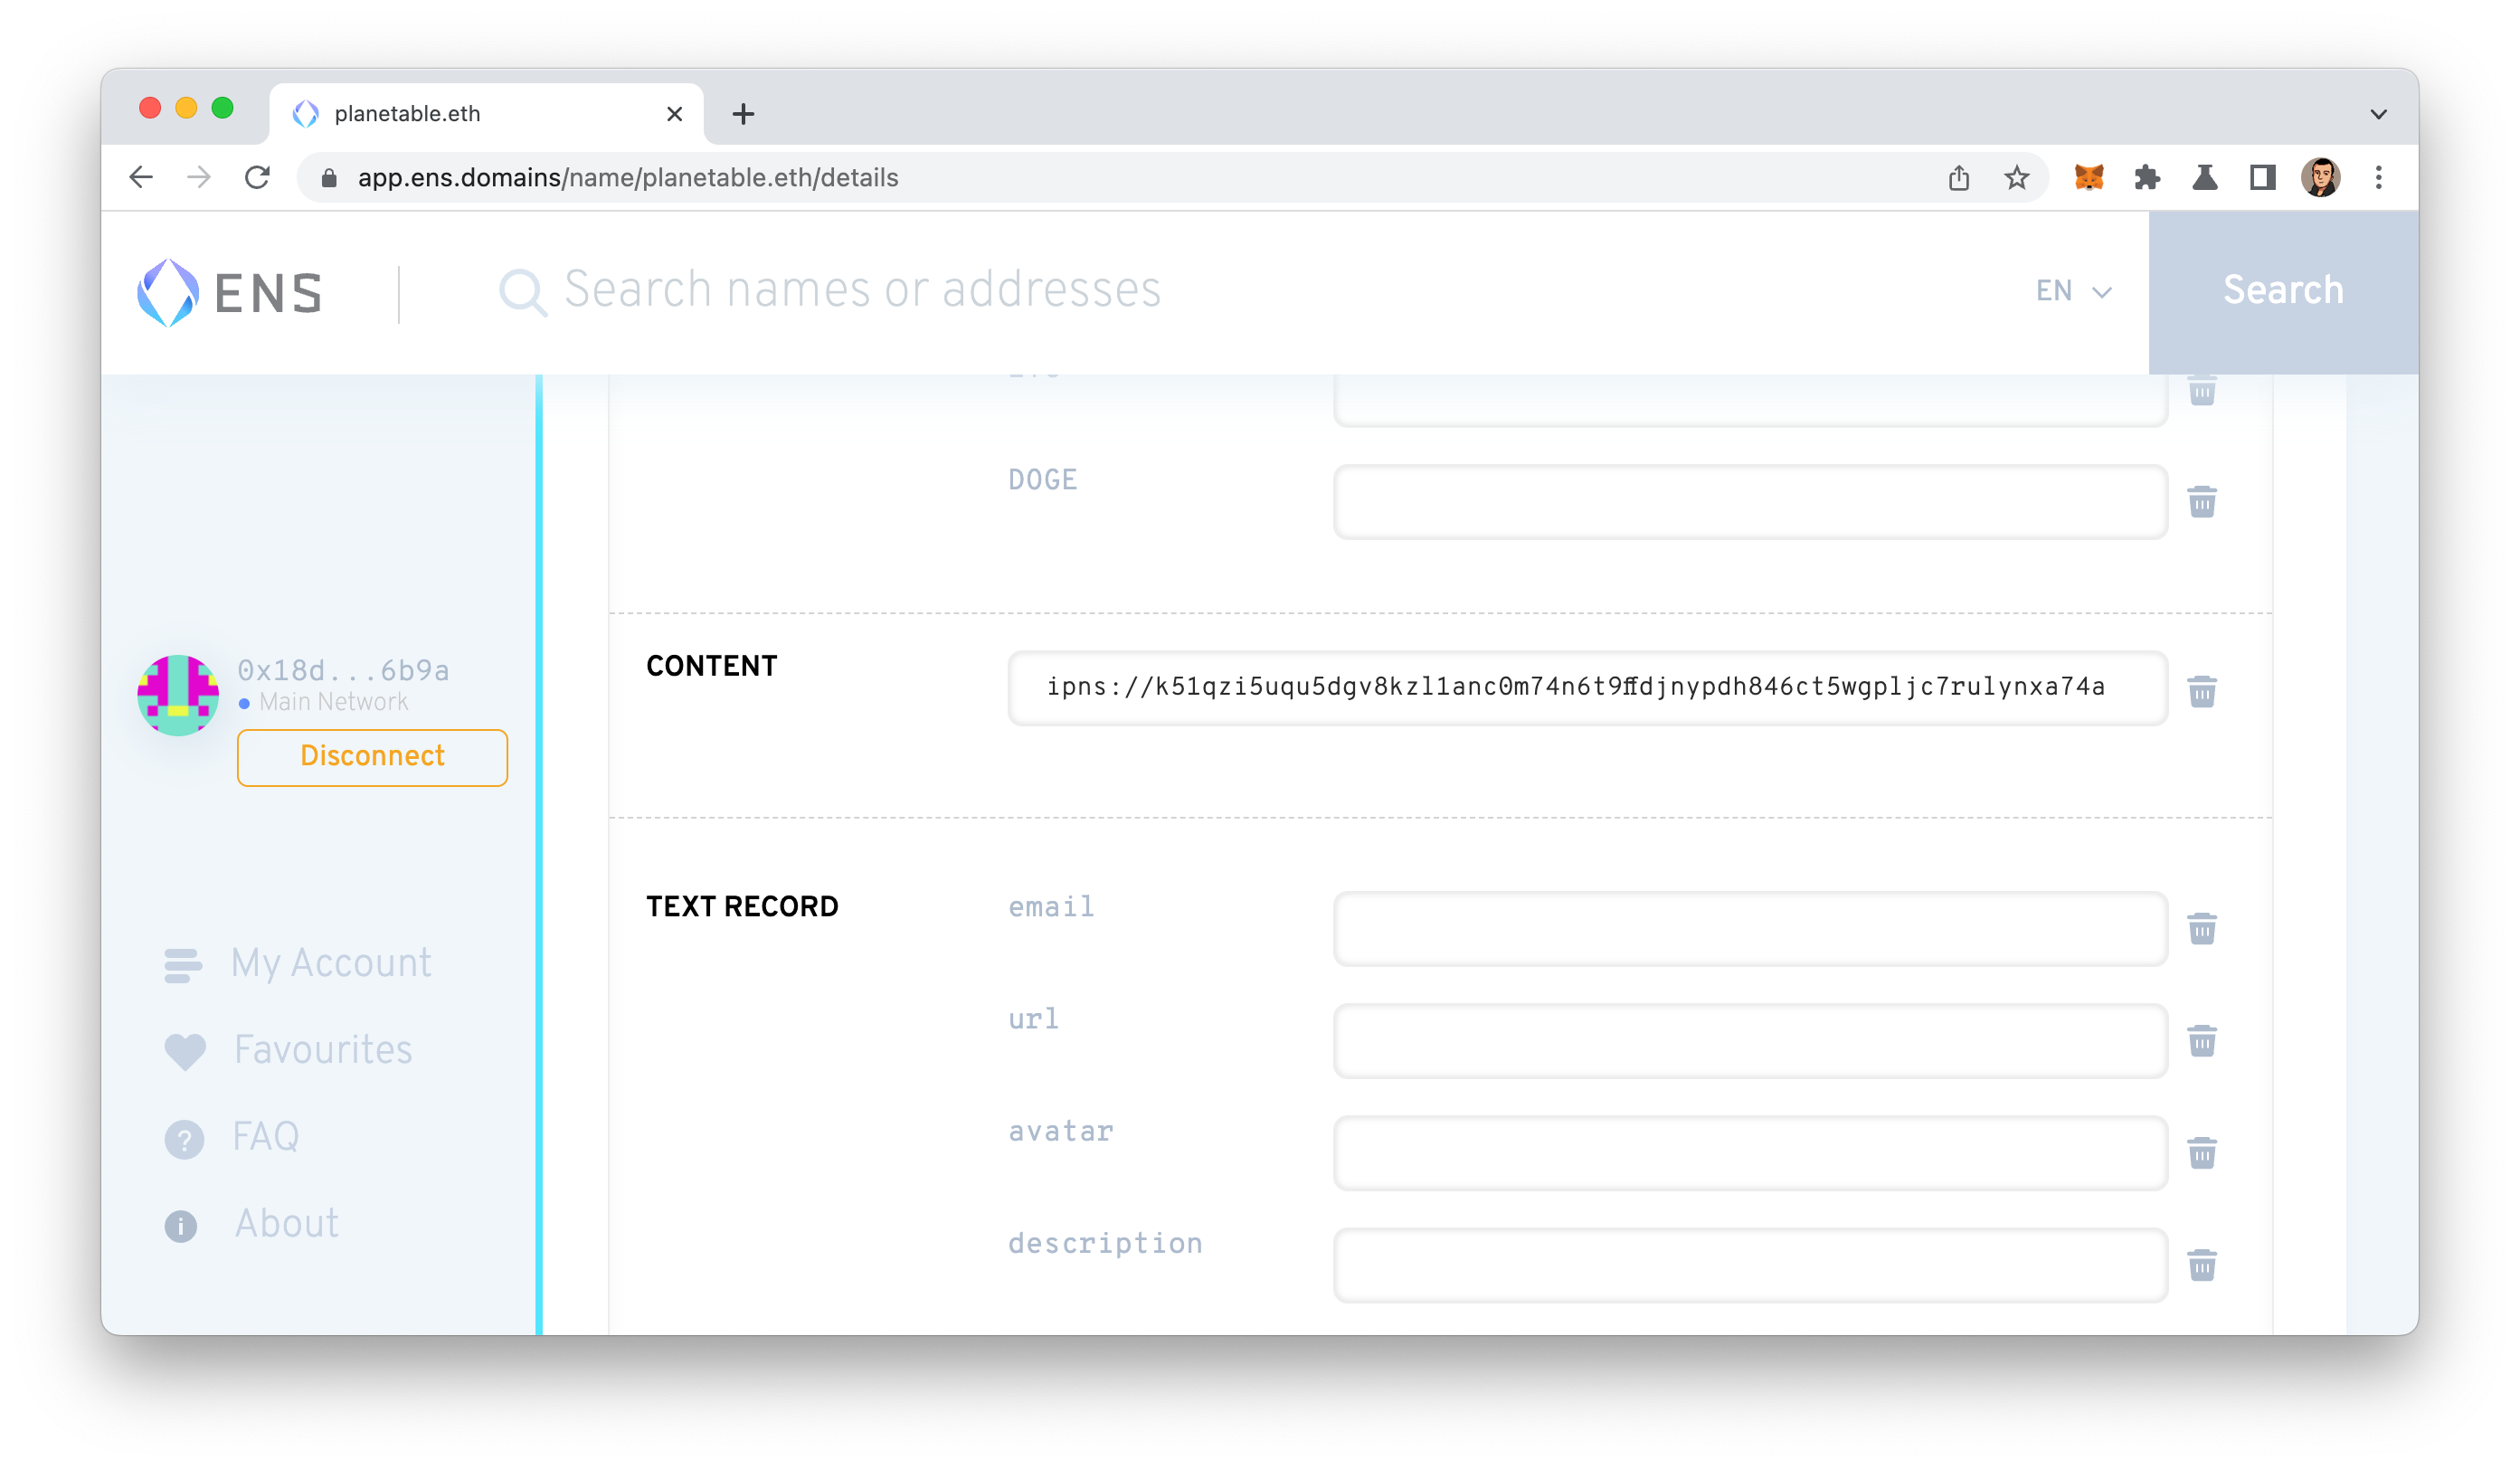 planetable.eth
app.ens.domains/name/planetable.eth/details
ENS
Search names or addresses
EN
Search
DOGE
CONTENT
ipns://k51qzi5uqu5dgv8kzl1anc0m74n6t9ffdjnypdh846ct5wgpljc7rulynxa74a
0x18d...6b9a
Main Network
Disconnect
TEXT RECORD
email
url
avatar
description
My Account
Favourites
FAQ
About